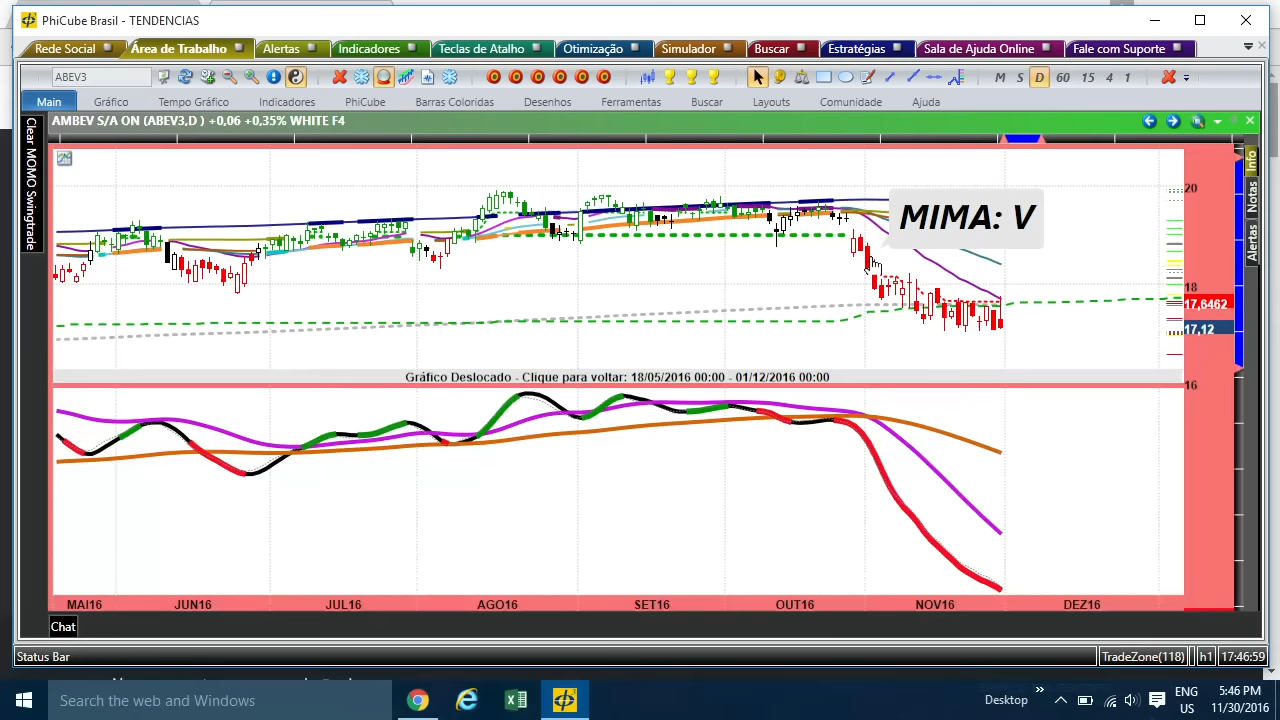 PhiCube Brasil - TENDENCIAS
Rede Social Área de Trabalho Alertas Indicadores Teclas de Atalho Otimização Simulador Buscar Estratégias Sala de Ajuda Online Fale com Suporte
ABEV3 M S D 60 15 4 1
Main Gráfico Tempo Gráfico Indicadores PhiCube Barras Coloridas Desenhos Ferramentas Buscar Layouts Comunidade Ajuda
AMBEV S/A ON (ABEV3,D ) +0,06 +0,35% WHITE F4
Clear MOMO Swingtrade
Info
Notas
Alertas
20
MIMA: V
18
17,6462
17,12
Gráfico Deslocado - Clique para voltar: 18/05/2016 00:00 - 01/12/2016 00:00
16
MAI16 JUN16 JUL16 AGO16 SET16 OUT16 NOV16 DEZ16
Chat
Status Bar TradeZone(118) h1 17:46:59
Search the web and Windows Desktop ENG US 5:46 PM 11/30/2016